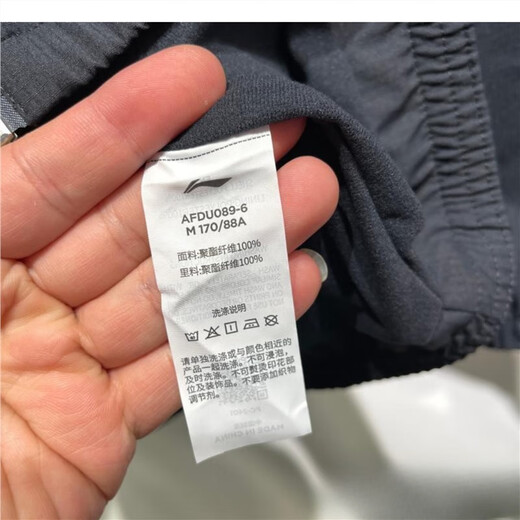 AFDU089-6
M 170/88A
面料:聚酯纤维100%
里料:聚酯纤维100%
洗涤说明
请单独洗涤或与颜色相近的
产品一起洗涤。不可浸泡,
及时洗涤。不可熨烫印花部
位及装饰品。不要添加织物
调节剂。